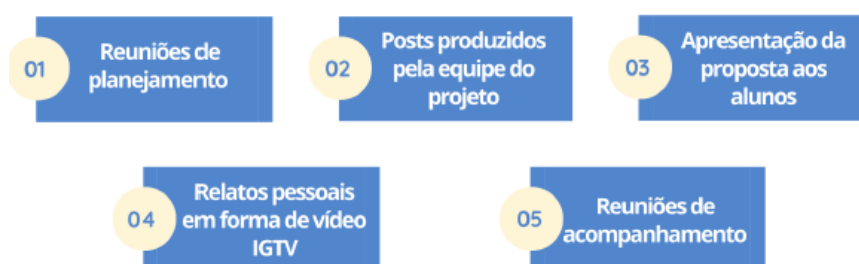 01
Reuniões de
planejamento
02
Posts produzidos
pela equipe do
projeto
03
Apresentação da
proposta aos
alunos
04
Relatos pessoais
em forma de vídeo
IGTV
05
Reuniões de
acompanhamento